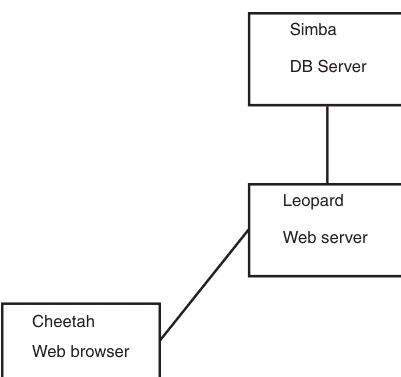 Simba
DB Server
Leopard
Web server
Cheetah
Web browser